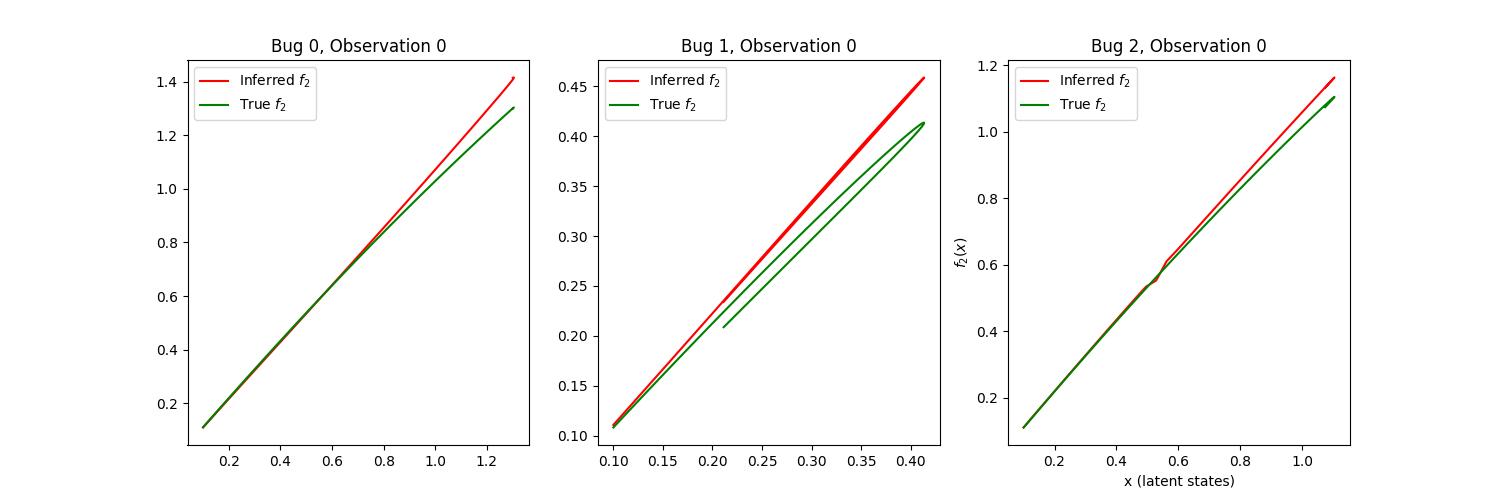 Bug 0, Observation 0
Inferred f₂
True f₂
1.4
1.2
1.0
0.8
0.6
0.4
0.2
0.2 0.4 0.6 0.8 1.0 1.2
Bug 1, Observation 0
Inferred f₂
True f₂
0.45
0.40
0.35
0.30
0.25
0.20
0.15
0.10
0.10 0.15 0.20 0.25 0.30 0.35 0.40
Bug 2, Observation 0
Inferred f₂
True f₂
f₂(x)
1.2
1.0
0.8
0.6
0.4
0.2
0.2 0.4 0.6 0.8 1.0
x (latent states)